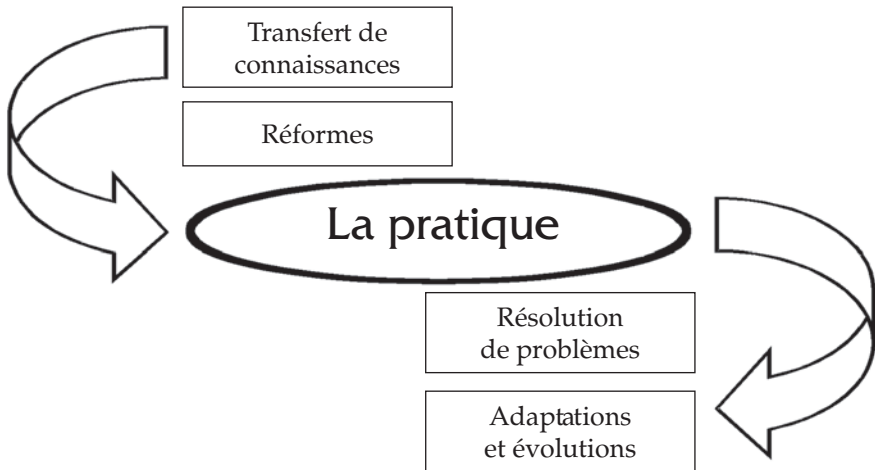 Transfert de
connaissances
Réformes
La pratique
Résolution
de problèmes
Adaptations
et évolutions